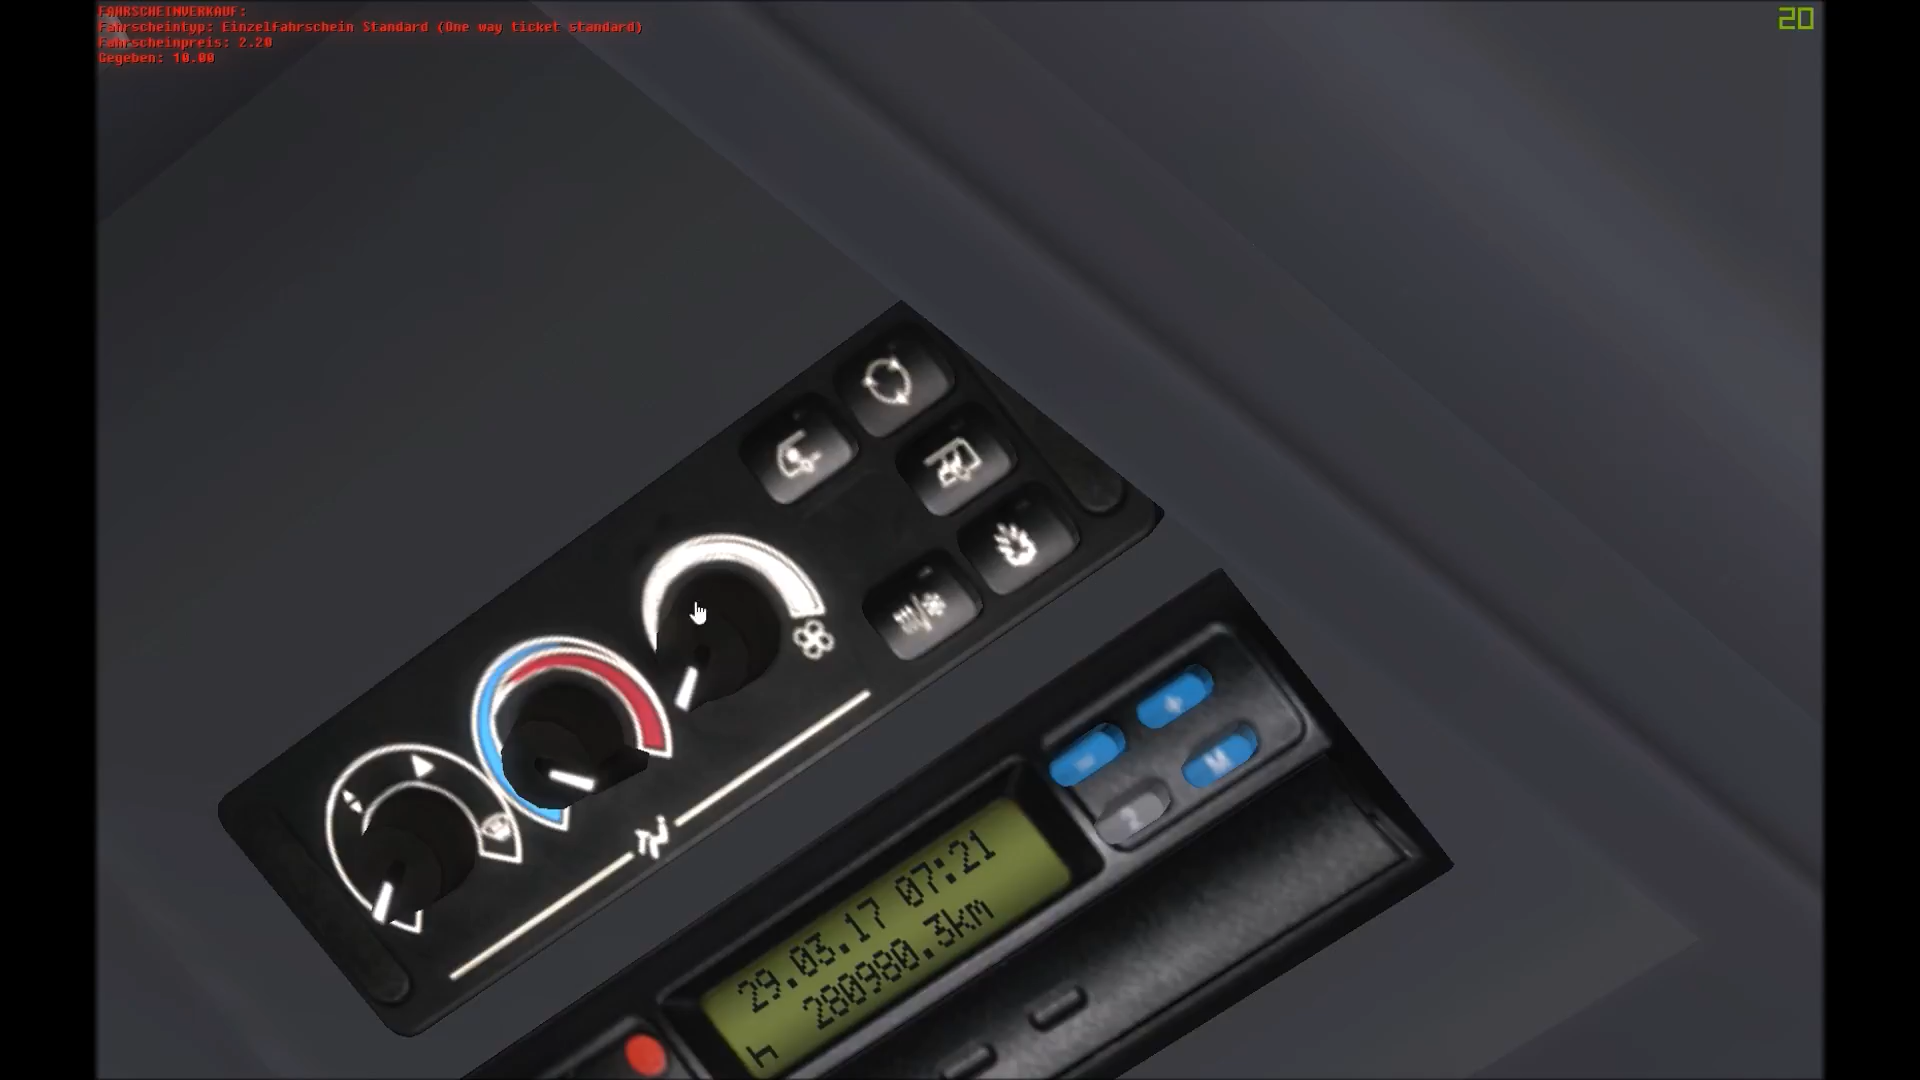 FAHRSCHEINVERKAUF:
Fahrscheintyp: Einzelfahrschein Standard (One way ticket standard)
Fahrscheinpreis: 2.20
Gegeben: 10.00
20
M
2
29.03.17 07:21
280980.3km
h